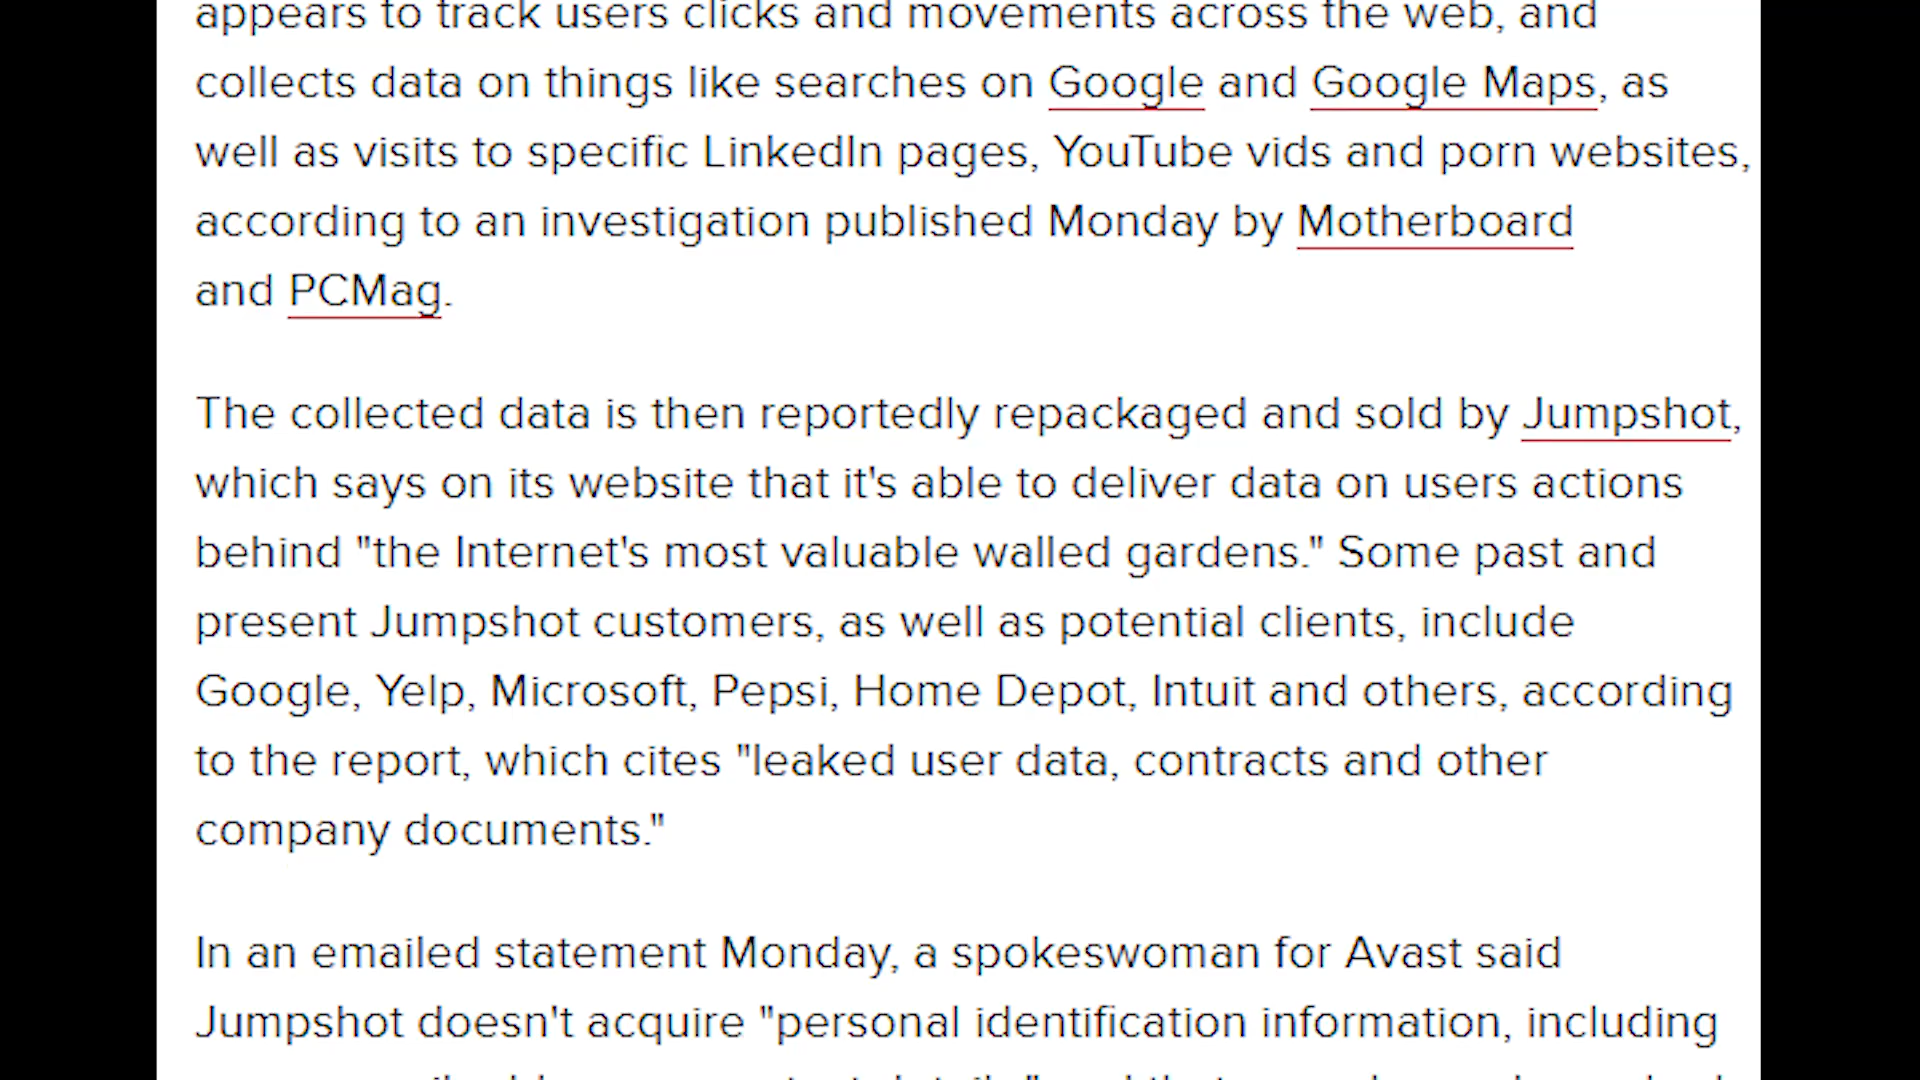 appears to track users clicks and movements across the web, and
collects data on things like searches on Google and Google Maps, as
well as visits to specific LinkedIn pages, YouTube vids and porn websites,
according to an investigation published Monday by Motherboard
and PCMag.
The collected data is then reportedly repackaged and sold by Jumpshot,
which says on its website that it's able to deliver data on users actions
behind "the Internet's most valuable walled gardens." Some past and
present Jumpshot customers, as well as potential clients, include
Google, Yelp, Microsoft, Pepsi, Home Depot, Intuit and others, according
to the report, which cites "leaked user data, contracts and other
company documents."
In an emailed statement Monday, a spokeswoman for Avast said
Jumpshot doesn't acquire "personal identification information, including